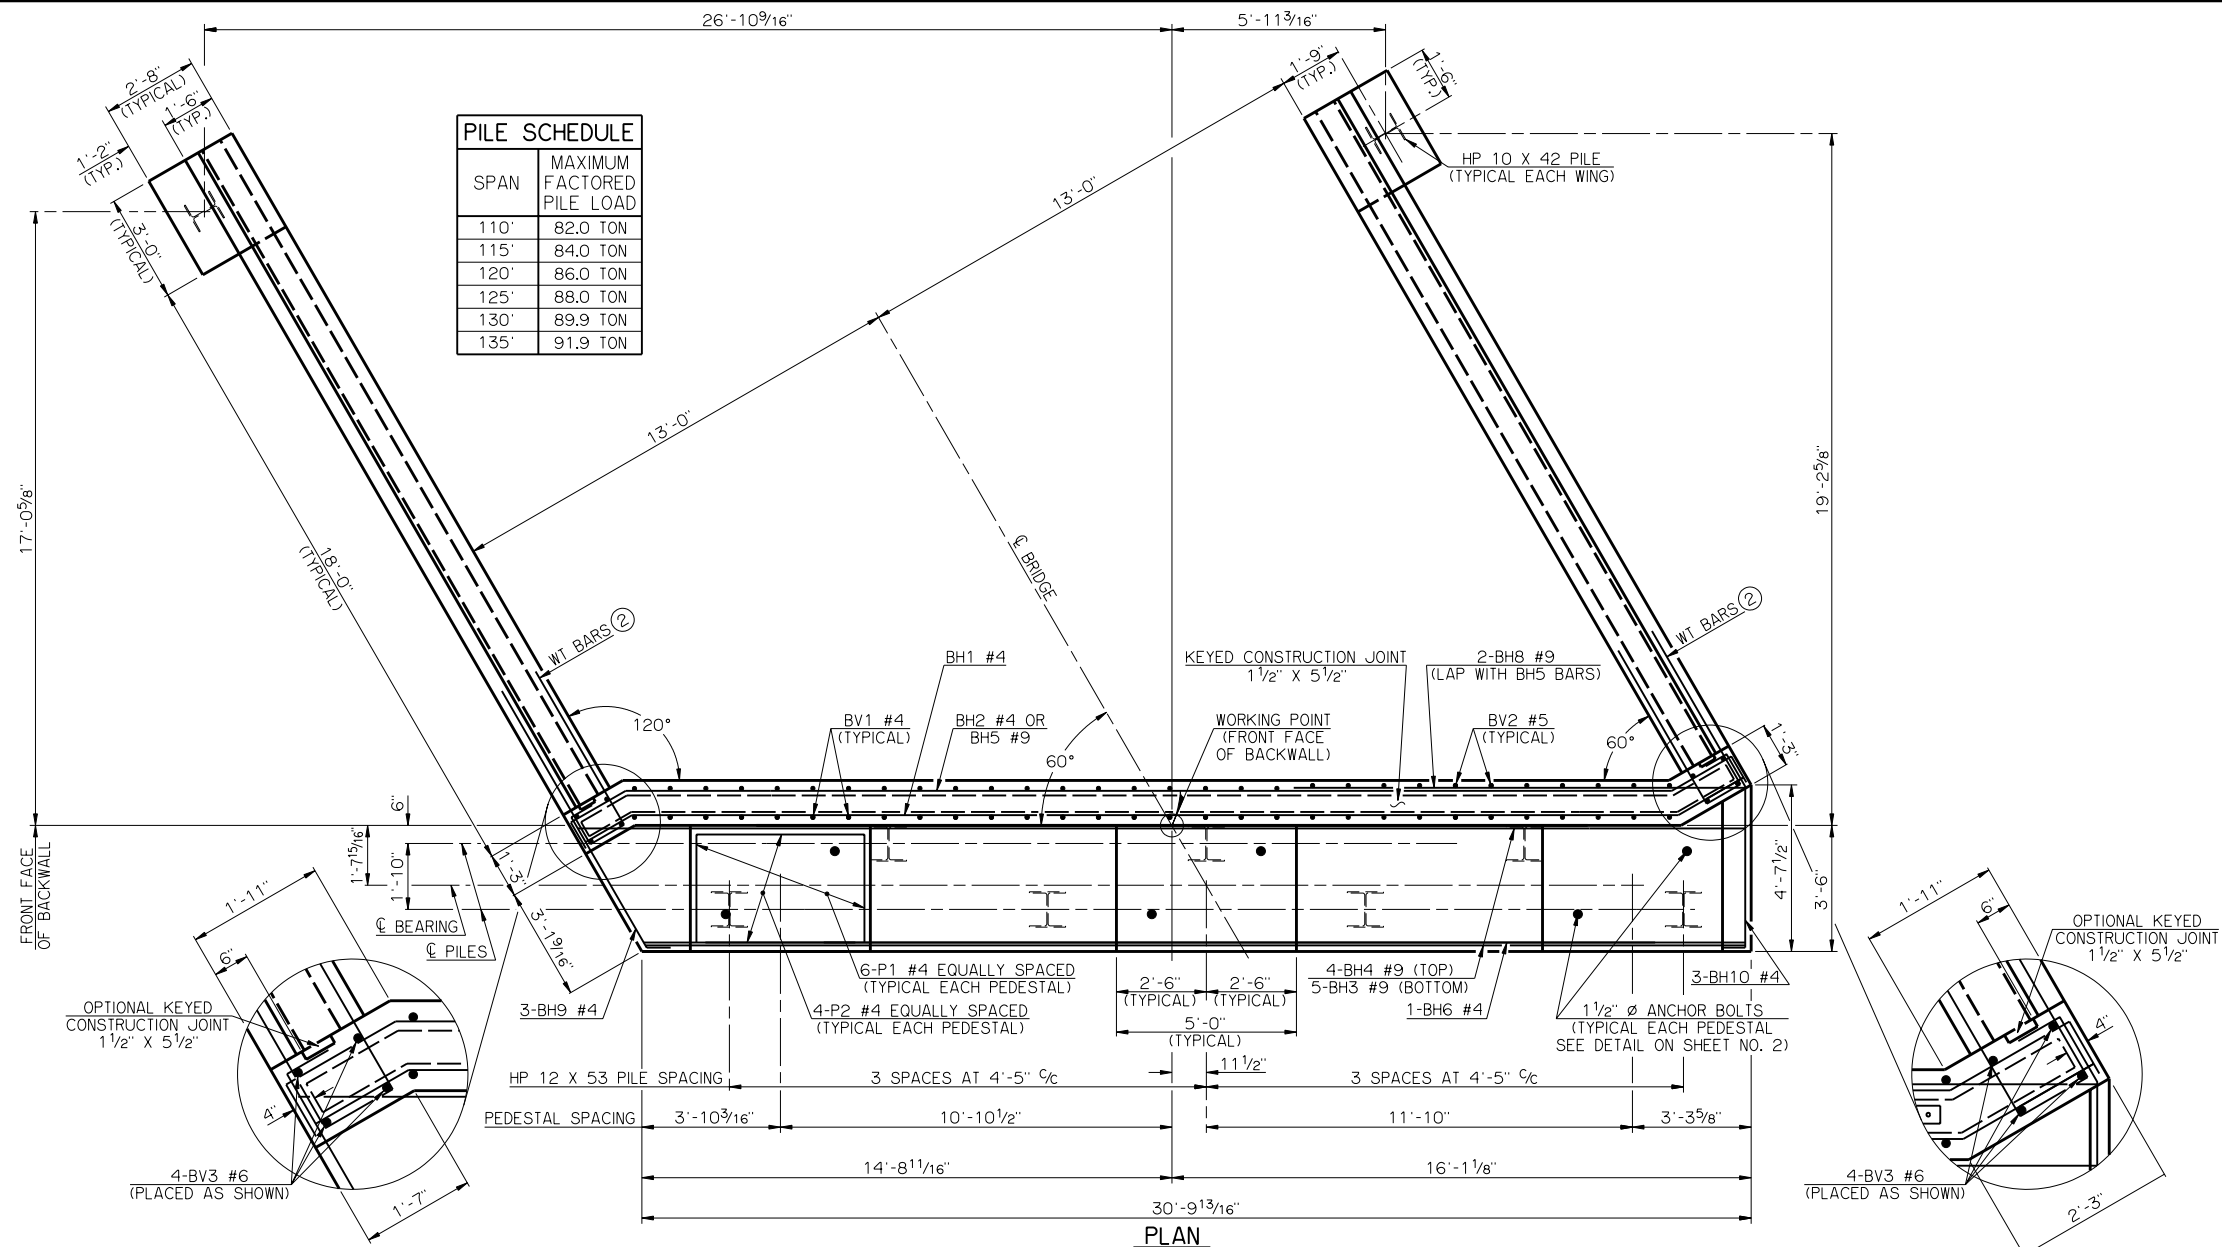 26'-10 9/16"
5'-11 3/16"
2'-8"
(TYPICAL)
1'-6"
(TYP.)
1'-2"
(TYP.)
3'-0"
(TYPICAL)
1'-9"
(TYP.)
1'-6"
(TYP.)
HP 10 X 42 PILE
(TYPICAL EACH WING)
PILE SCHEDULE
SPAN
MAXIMUM
FACTORED
PILE LOAD
110' 82.0 TON
115' 84.0 TON
120' 86.0 TON
125' 88.0 TON
130' 89.9 TON
135' 91.9 TON
13'-0"
13'-0"
17'-0 5/8"
19'-2 5/8"
18'-0"
(TYPICAL)
℄ BRIDGE
WT BARS 2
WT BARS 2
BH1 #4
KEYED CONSTRUCTION JOINT
1 1/2" X 5 1/2"
2-BH8 #9
(LAP WITH BH5 BARS)
120°
BV1 #4
(TYPICAL)
BH2 #4 OR
BH5 #9
WORKING POINT
(FRONT FACE
OF BACKWALL)
BV2 #5
(TYPICAL)
60°
60°
1'-3"
6"
1'-7 15/16"
1'-10"
1'-3"
3'-1 9/16"
FRONT FACE
OF BACKWALL
℄ BEARING
℄ PILES
4'-7 1/2"
3'-6"
3-BH9 #4
6-P1 #4 EQUALLY SPACED
(TYPICAL EACH PEDESTAL)
4-P2 #4 EQUALLY SPACED
(TYPICAL EACH PEDESTAL)
2'-6"
(TYPICAL)
2'-6"
(TYPICAL)
5'-0"
(TYPICAL)
4-BH4 #9 (TOP)
5-BH3 #9 (BOTTOM)
1-BH6 #4
3-BH10 #4
1 1/2" Ø ANCHOR BOLTS
(TYPICAL EACH PEDESTAL
SEE DETAIL ON SHEET NO. 2)
11 1/2"
HP 12 X 53 PILE SPACING
3 SPACES AT 4'-5" C/C
3 SPACES AT 4'-5" C/C
PEDESTAL SPACING
3'-10 3/16"
10'-10 1/2"
11'-10"
3'-3 5/8"
14'-8 11/16"
16'-1 1/8"
30'-9 13/16"
PLAN
1'-11"
6"
OPTIONAL KEYED
CONSTRUCTION JOINT
1 1/2" X 5 1/2"
4"
4-BV3 #6
(PLACED AS SHOWN)
1'-7"
1'-11"
6"
OPTIONAL KEYED
CONSTRUCTION JOINT
1 1/2" X 5 1/2"
4"
4-BV3 #6
(PLACED AS SHOWN)
2'-3"